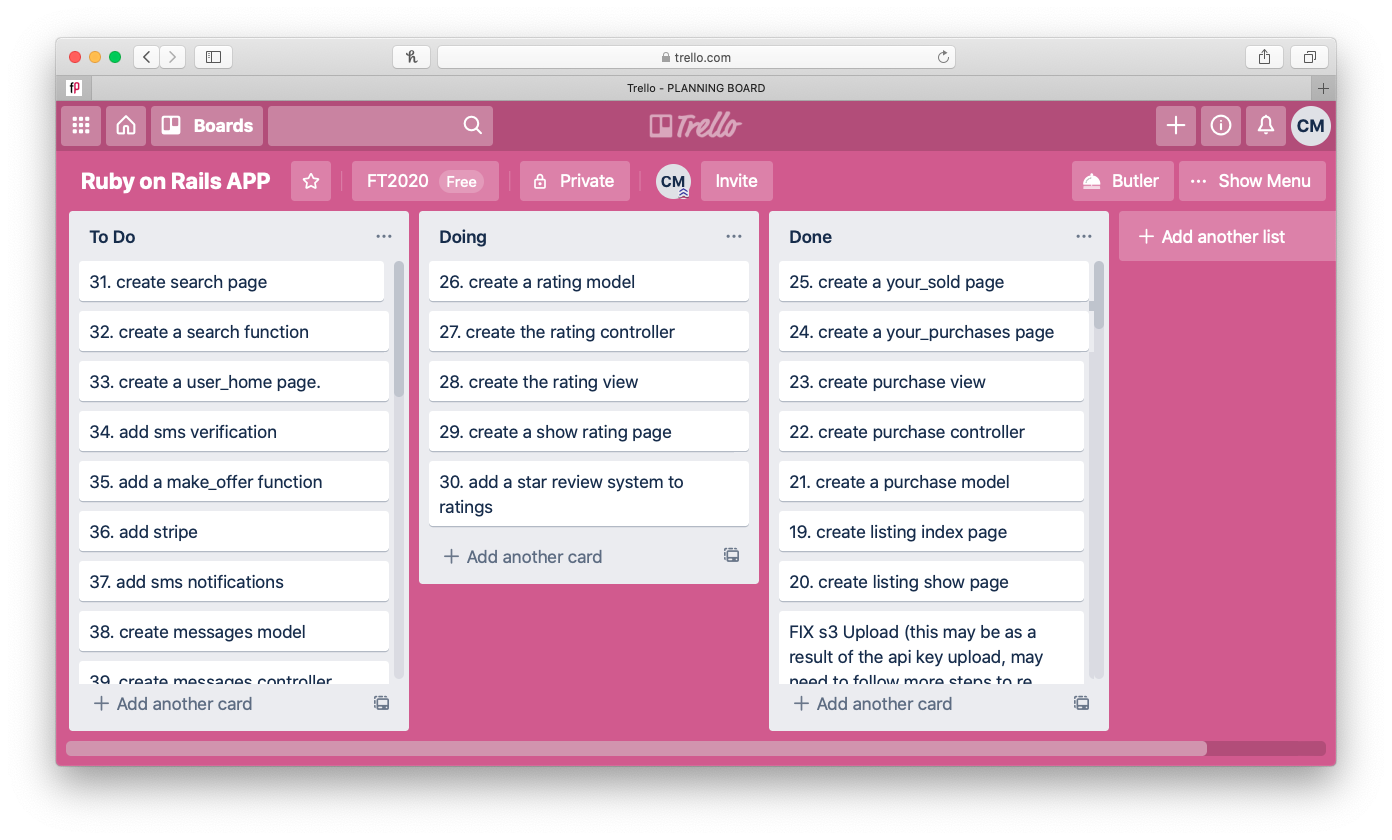 trello.com
fp
Trello - PLANNING BOARD
Boards
Trello
CM
Ruby on Rails APP
FT2020 Free
Private
CM
Invite
Butler
Show Menu
To Do
31. create search page
32. create a search function
33. create a user_home page.
34. add sms verification
35. add a make_offer function
36. add stripe
37. add sms notifications
38. create messages model
39. create messages controller
+ Add another card
Doing
26. create a rating model
27. create the rating controller
28. create the rating view
29. create a show rating page
30. add a star review system to
ratings
+ Add another card
Done
25. create a your_sold page
24. create a your_purchases page
23. create purchase view
22. create purchase controller
21. create a purchase model
19. create listing index page
20. create listing show page
FIX s3 Upload (this may be as a
result of the api key upload, may
need to follow more steps to re
+ Add another card
+ Add another list